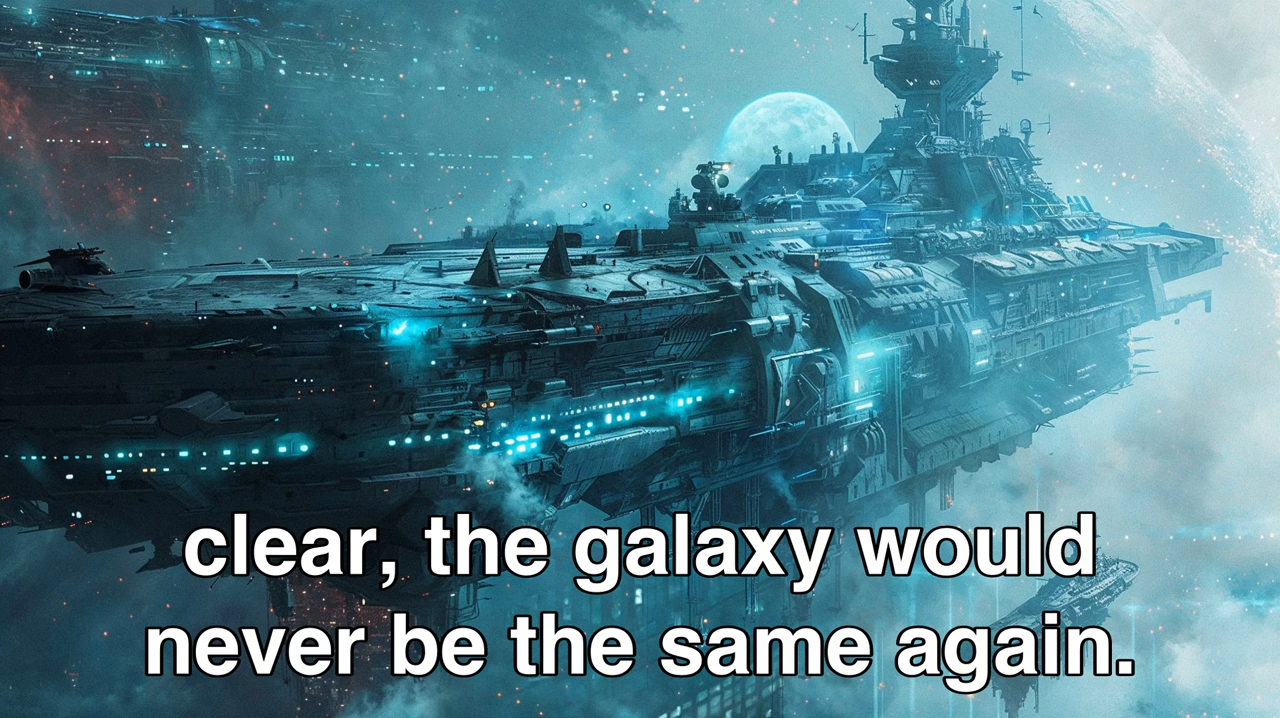 clear, the galaxy would
never be the same again.